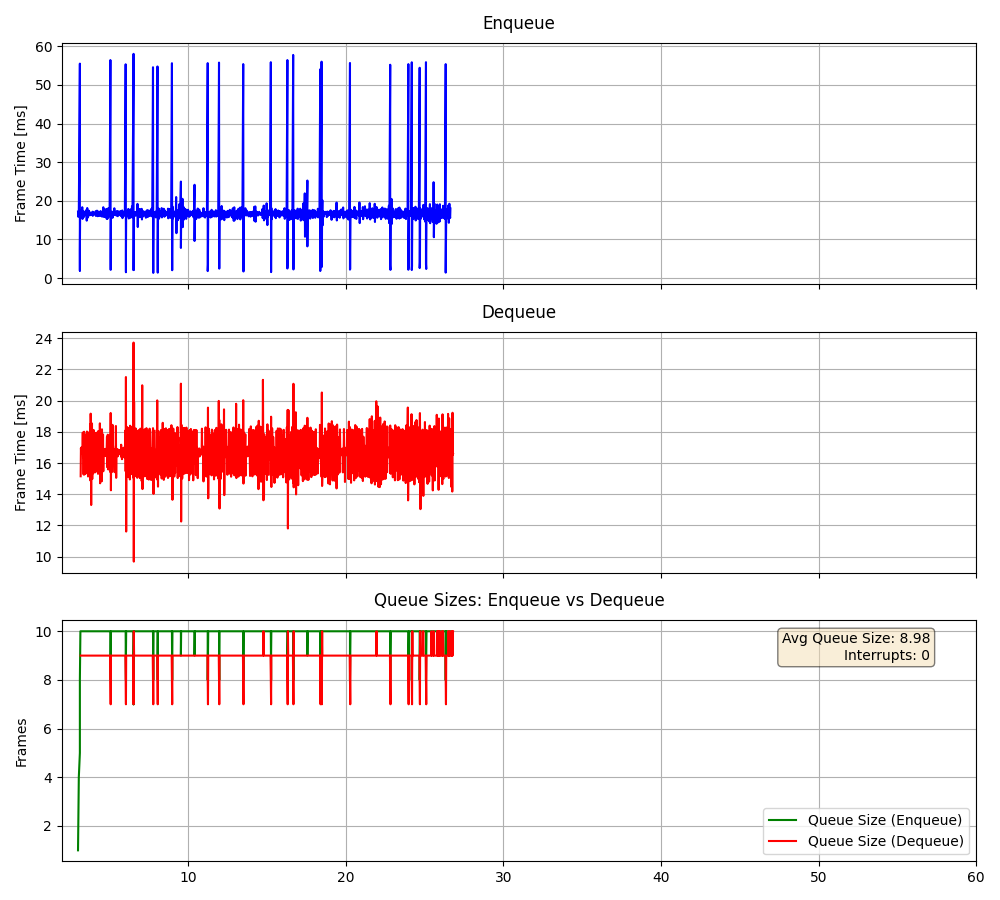 Enqueue
60
50
40
30
20
10
0
Frame Time [ms]
Dequeue
24
22
20
18
16
14
12
10
Frame Time [ms]
Queue Sizes: Enqueue vs Dequeue
10
8
6
4
2
Frames
Avg Queue Size: 8.98
Interrupts: 0
Queue Size (Enqueue)
Queue Size (Dequeue)
10 20 30 40 50 60